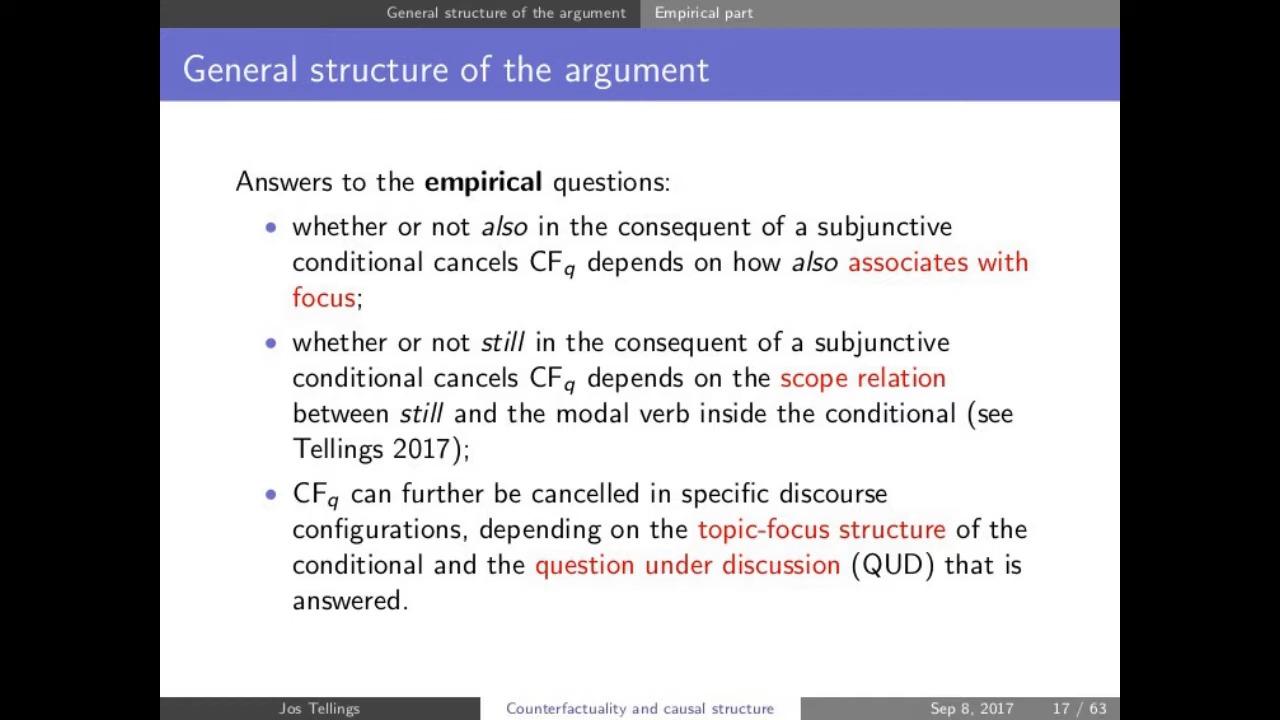 General structure of the argument Empirical part
General structure of the argument
Answers to the empirical questions:
• whether or not also in the consequent of a subjunctive
conditional cancels CFq depends on how also associates with
focus;
• whether or not still in the consequent of a subjunctive
conditional cancels CFq depends on the scope relation
between still and the modal verb inside the conditional (see
Tellings 2017);
• CFq can further be cancelled in specific discourse
configurations, depending on the topic-focus structure of the
conditional and the question under discussion (QUD) that is
answered.
Jos Tellings Counterfactuality and causal structure Sep 8, 2017 17 / 63